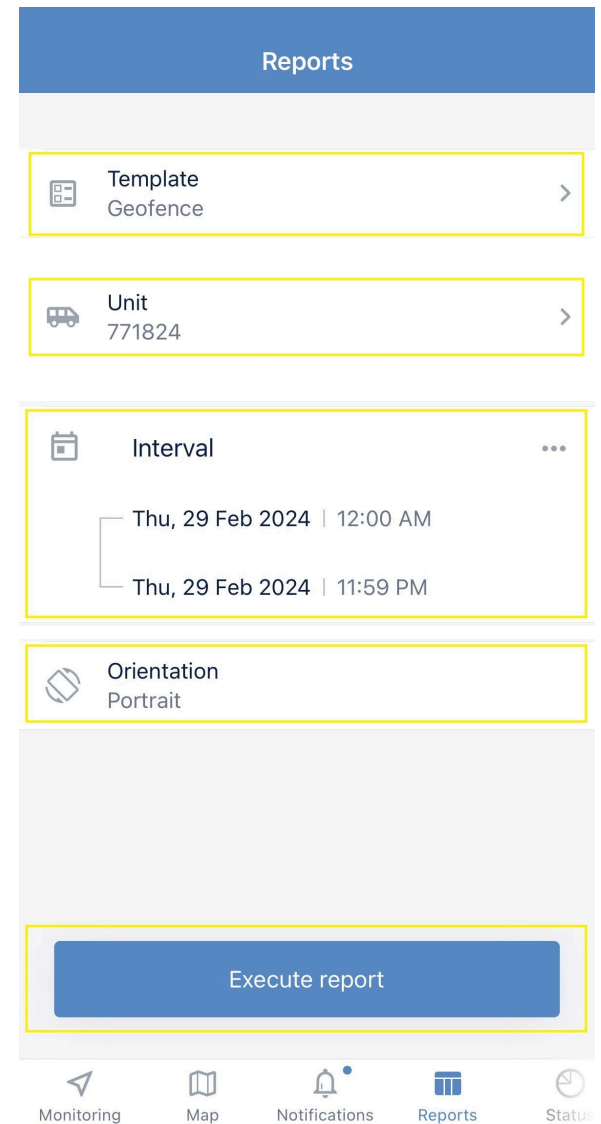 Reports
Template
Geofence
Unit
771824
Interval
Thu, 29 Feb 2024 | 12:00 AM
Thu, 29 Feb 2024 | 11:59 PM
Orientation
Portrait
Execute report
Monitoring Map Notifications Reports Status